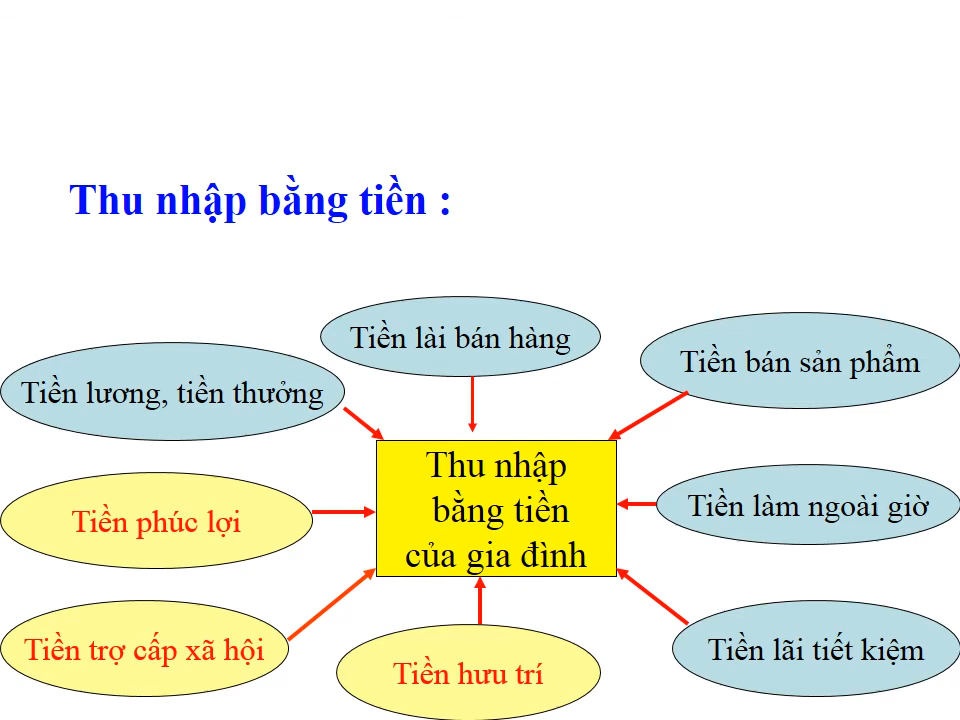 Thu nhập bằng tiền :
Tiền lài bán hàng
Tiền bán sản phẩm
Tiền lương, tiền thưởng
Thu nhập
bằng tiền
của gia đình
Tiền làm ngoài giờ
Tiền phúc lợi
Tiền trợ cấp xã hội
Tiền hưu trí
Tiền lãi tiết kiệm